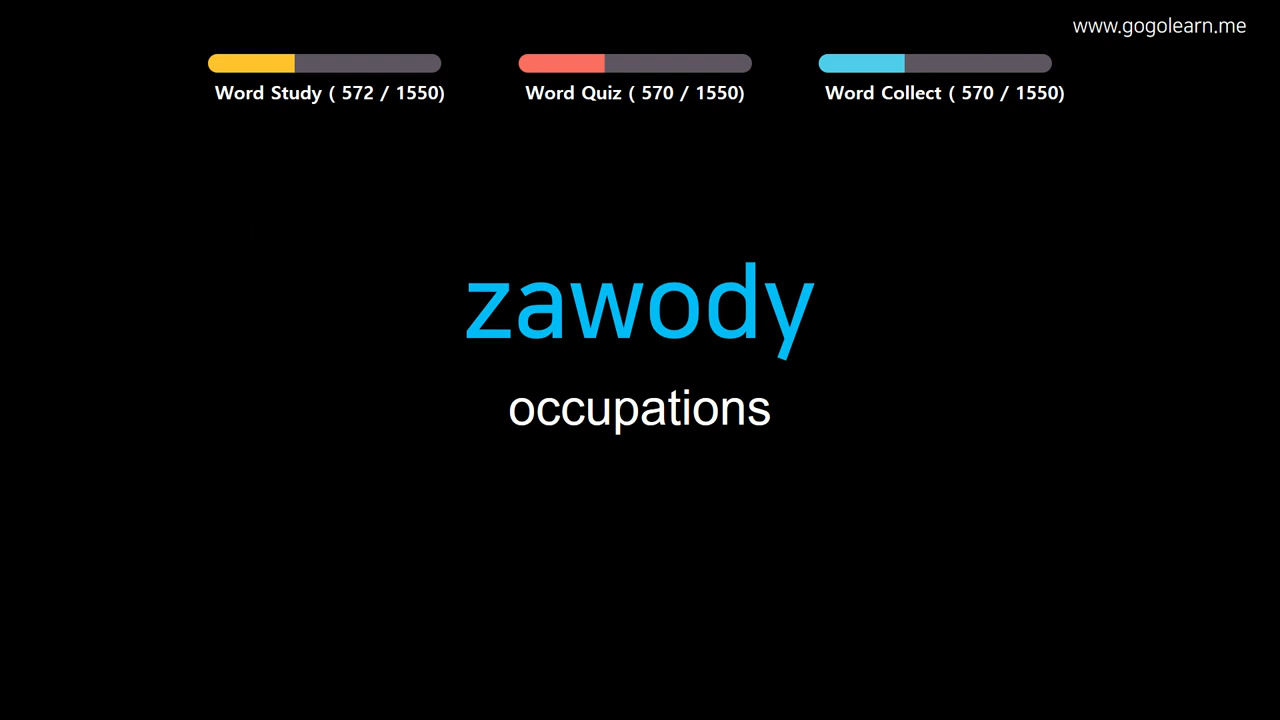 www.gogolearn.me
Word Study ( 572 / 1550)
Word Quiz ( 570 / 1550)
Word Collect ( 570 / 1550)
zawody
occupations